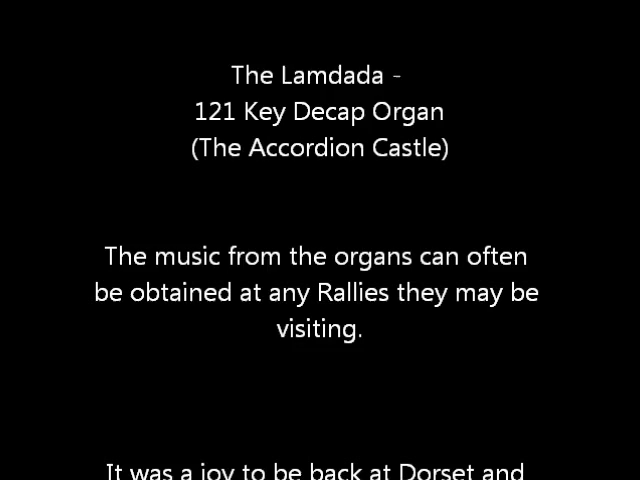 The Lamdada -
121 Key Decap Organ
(The Accordion Castle)
The music from the organs can often
be obtained at any Rallies they may be
visiting.
It was a joy to be back at Dorset and